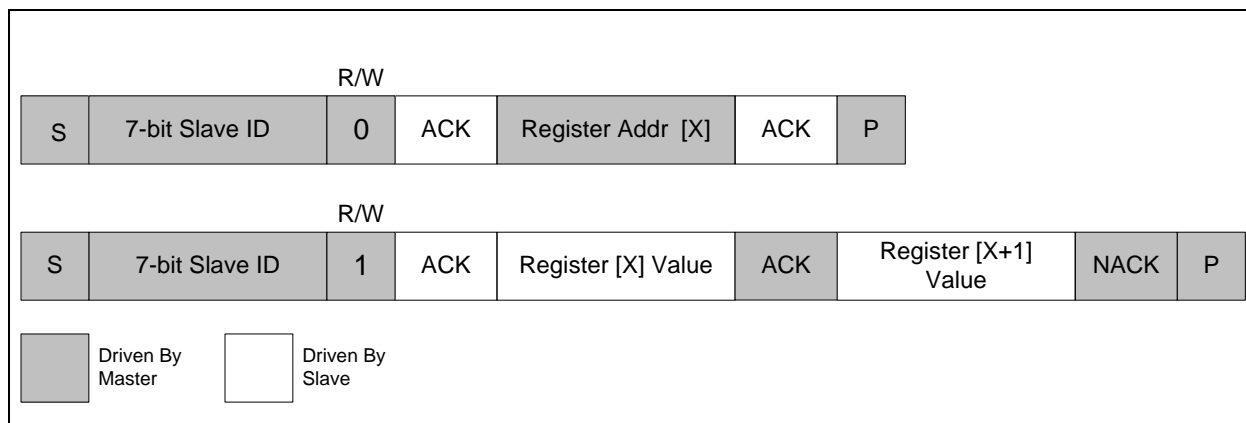 R/W
S 7-bit Slave ID 0 ACK Register Addr [X] ACK P
R/W
S 7-bit Slave ID 1 ACK Register [X] Value ACK Register [X+1] Value NACK P
Driven By
Master
Driven By
Slave